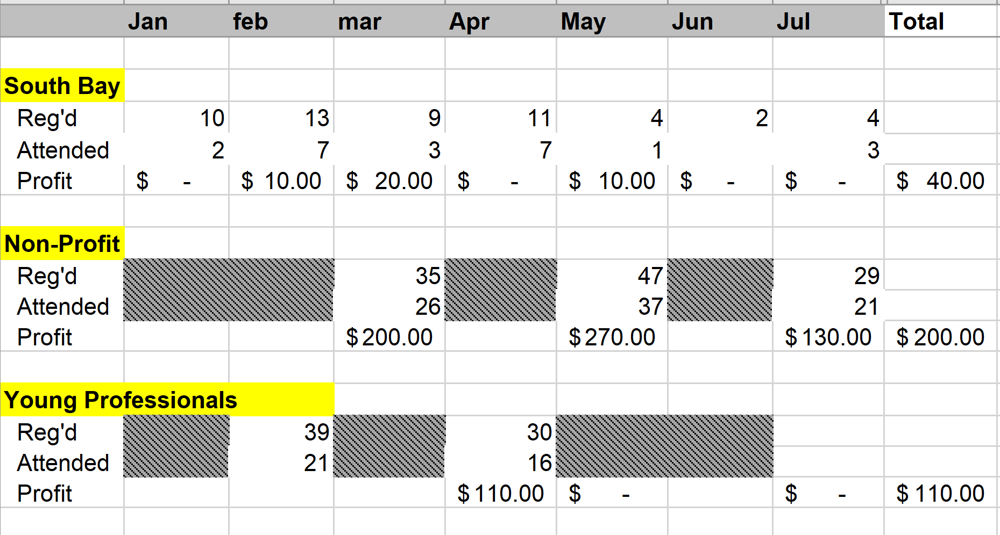 Jan feb mar Apr May Jun Jul Total
South Bay
Reg'd 10 13 9 11 4 2 4
Attended 2 7 3 7 1 3
Profit $ - $ 10.00 $ 20.00 $ - $ 10.00 $ - $ - $ 40.00
Non-Profit
Reg'd 35 47 29
Attended 26 37 21
Profit $200.00 $270.00 $130.00 $200.00
Young Professionals
Reg'd 39 30
Attended 21 16
Profit $110.00 $ - $ - $110.00